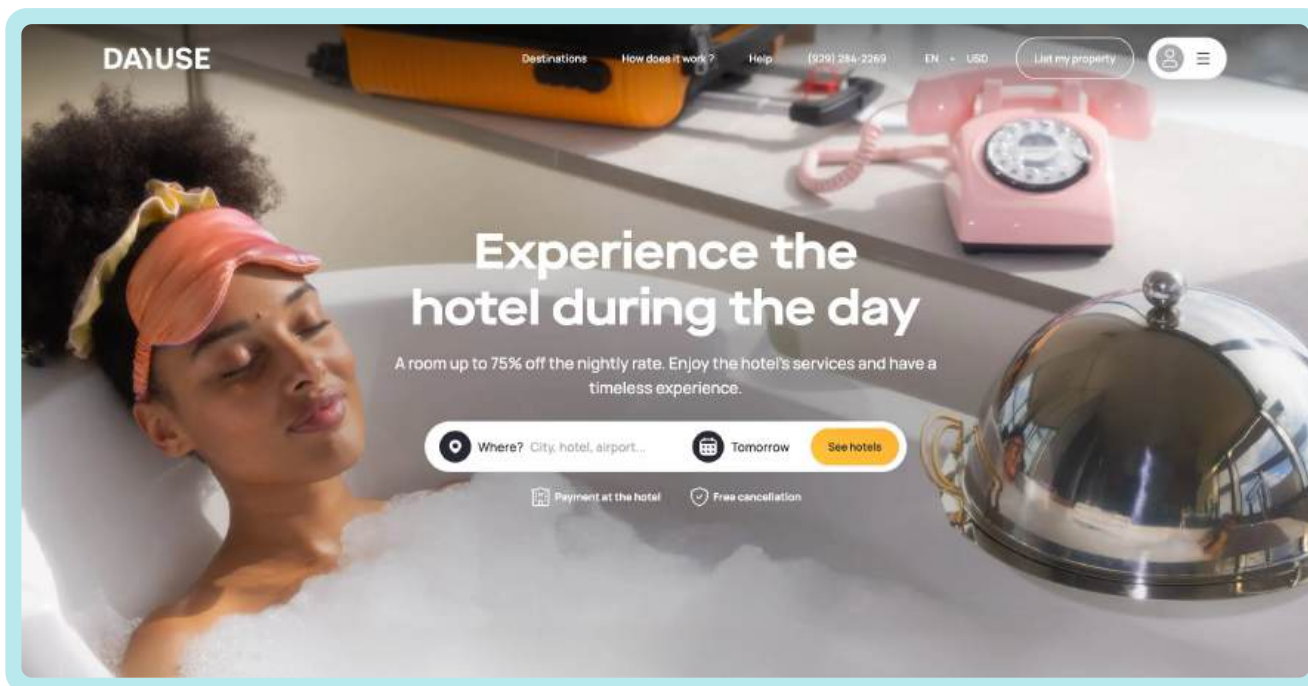 DAYUSE
Destinations How does it work ? Help (929) 284-2269 EN • USD List my property
Experience the
hotel during the day
A room up to 75% off the nightly rate. Enjoy the hotel's services and have a
timeless experience.
Where? City, hotel, airport... Tomorrow See hotels
Payment at the hotel Free cancellation